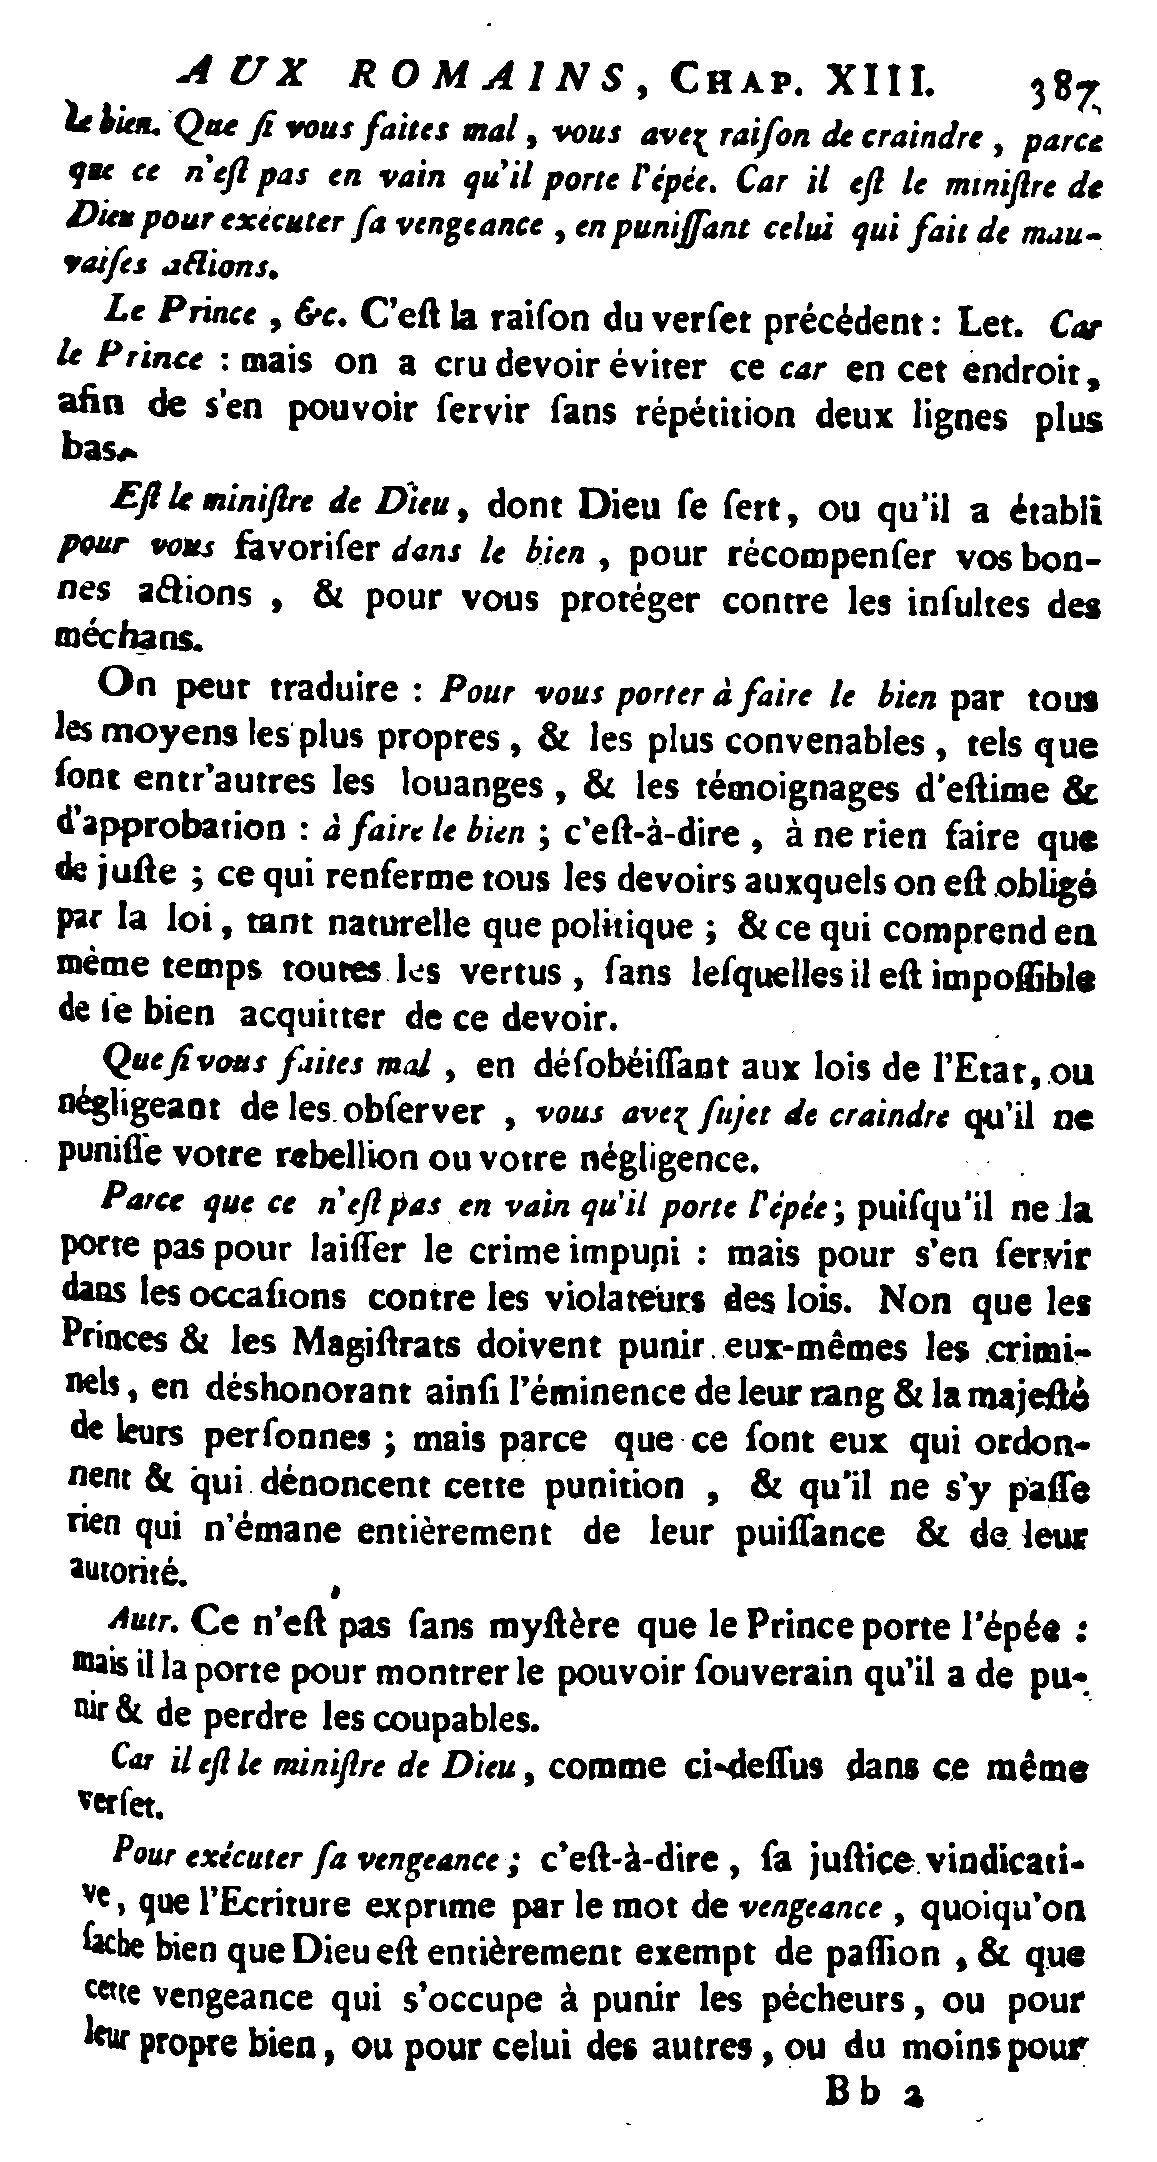 AUX ROMAINS, CHAP. XIII. 387
le bien. Que ſi vous faites mal, vous avez raiſon de craindre, parce
que ce n'eſt pas en vain qu'il porte l'épée. Car il eſt le miniſtre de
Dieu pour exécuter ſa vengeance, en puniſſant celui qui fait de mau-
vaiſes actions.
Le Prince, &c. C'eſt la raiſon du verſet précédent : Let. Car
le Prince : mais on a cru devoir éviter ce car en cet endroit,
afin de s'en pouvoir ſervir ſans répétition deux lignes plus
bas.
Eſt le miniſtre de Dieu, dont Dieu ſe ſert, ou qu'il a établi
pour vous favoriſer dans le bien, pour récompenſer vos bon-
nes actions, & pour vous protéger contre les inſultes des
méchans.
On peut traduire : Pour vous porter à faire le bien par tous
les moyens les plus propres, & les plus convenables, tels que
ſont entr'autres les louanges, & les témoignages d'eſtime &
d'approbation : à faire le bien ; c'eſt-à-dire, à ne rien faire que
de juſte ; ce qui renferme tous les devoirs auxquels on eſt obligé
par la loi, tant naturelle que politique ; & ce qui comprend en
même temps toutes les vertus, ſans leſquelles il eſt impoſſible
de ſe bien acquitter de ce devoir.
Que ſi vous faites mal, en déſobéiſſant aux lois de l'Etat, ou
négligeant de les obſerver, vous avez ſujet de craindre qu'il ne
puniſſe votre rebellion ou votre négligence.
Parce que ce n'eſt pas en vain qu'il porte l'épée ; puiſqu'il ne la
porte pas pour laiſſer le crime impuni : mais pour s'en ſervir
dans les occaſions contre les violateurs des lois. Non que les
Princes & les Magiſtrats doivent punir eux-mêmes les crimi-
nels, en déshonorant ainſi l'éminence de leur rang & la majeſté
de leurs perſonnes ; mais parce que ce ſont eux qui ordon-
nent & qui dénoncent cette punition, & qu'il ne s'y paſſe
rien qui n'émane entièrement de leur puiſſance & de leur
autorité.
Autr. Ce n'eſt pas ſans myſtère que le Prince porte l'épée :
mais il la porte pour montrer le pouvoir ſouverain qu'il a de pu-
nir & de perdre les coupables.
Car il eſt le miniſtre de Dieu, comme ci-deſſus dans ce même
verſet.
Pour exécuter ſa vengeance ; c'eſt-à-dire, ſa juſtice vindicati-
ve, que l'Ecriture exprime par le mot de vengeance, quoiqu'on
ſache bien que Dieu eſt entièrement exempt de paſſion, & que
cette vengeance qui s'occupe à punir les pécheurs, ou pour
leur propre bien, ou pour celui des autres, ou du moins pour
B b 2